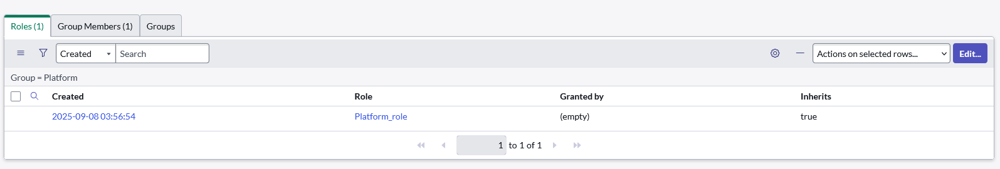 Roles (1) Group Members (1) Groups
Created Search Actions on selected rows... Edit...
Group = Platform
Created Role Granted by Inherits
2025-09-08 03:56:54 Platform_role (empty) true
1 to 1 of 1